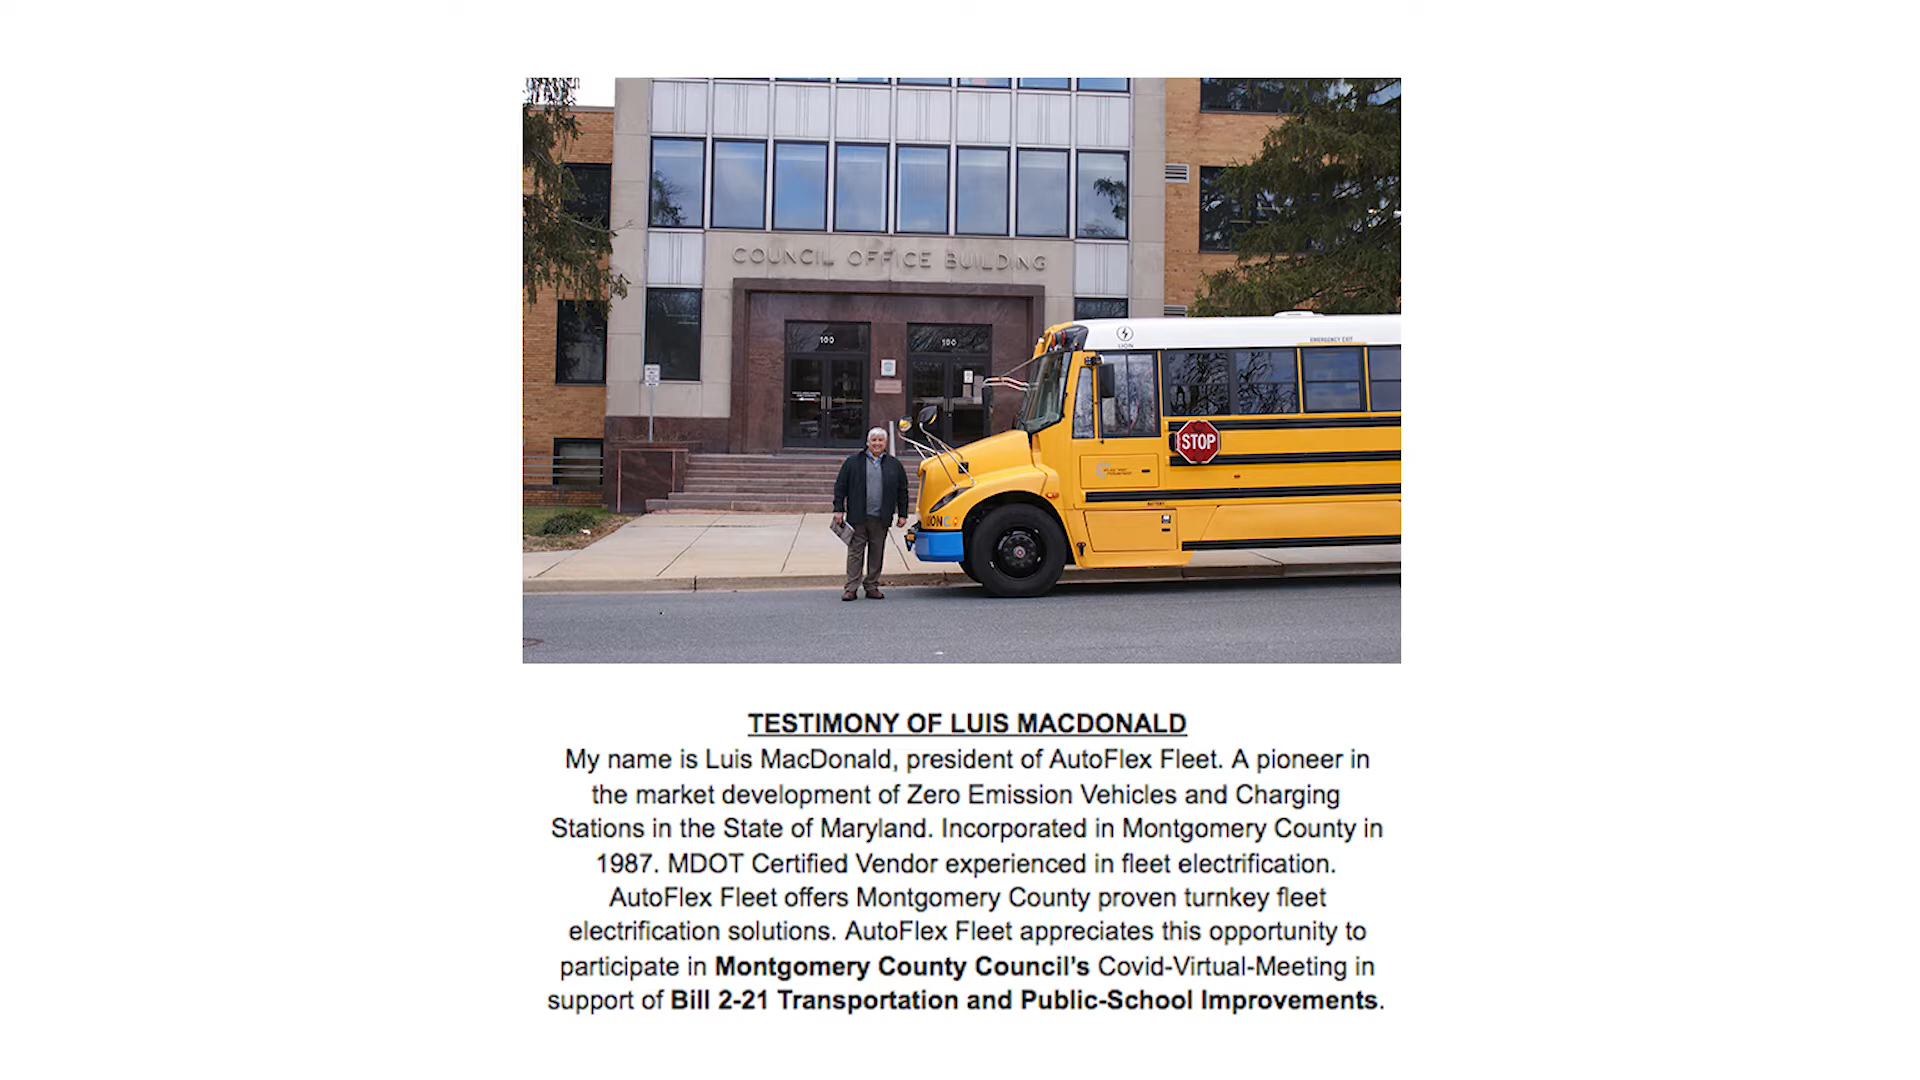 COUNCIL OFFICE BUILDING
100
100
LION
EMERGENCY EXIT
STOP
LION
TESTIMONY OF LUIS MACDONALD
My name is Luis MacDonald, president of AutoFlex Fleet. A pioneer in
the market development of Zero Emission Vehicles and Charging
Stations in the State of Maryland. Incorporated in Montgomery County in
1987. MDOT Certified Vendor experienced in fleet electrification.
AutoFlex Fleet offers Montgomery County proven turnkey fleet
electrification solutions. AutoFlex Fleet appreciates this opportunity to
participate in Montgomery County Council's Covid-Virtual-Meeting in
support of Bill 2-21 Transportation and Public-School Improvements.